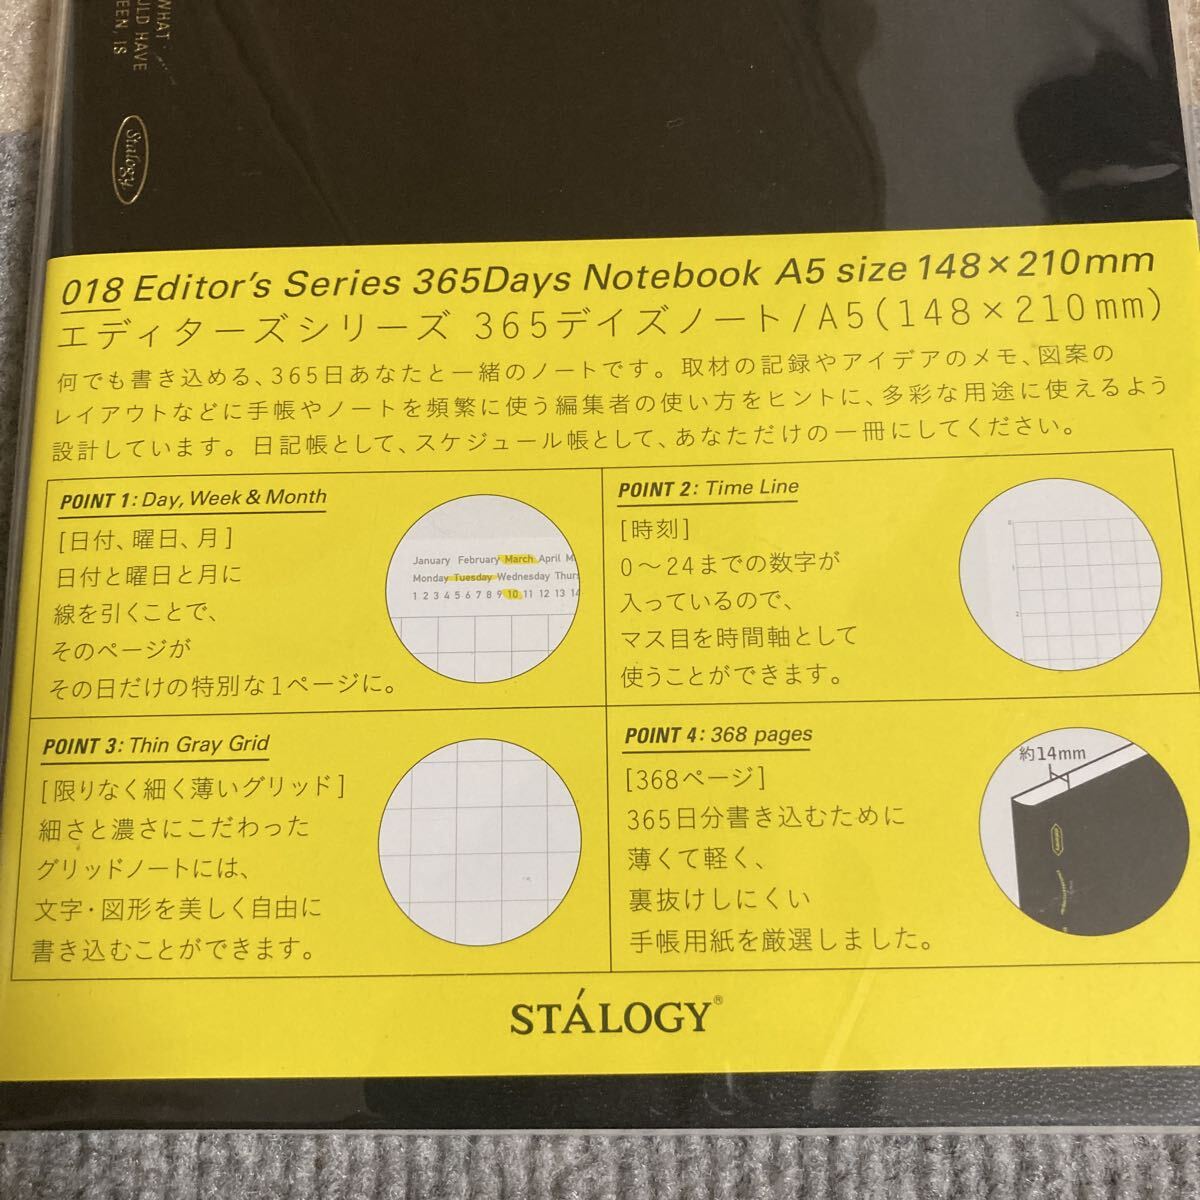 WHAT
ULD HAVE
EEN, IS
Stalogy
018 Editor's Series 365Days Notebook A5 size 148×210mm
エディターズシリーズ 365デイズノート/A5(148×210mm)
何でも書き込める、365日あなたと一緒のノートです。取材の記録やアイデアのメモ、図案の
レイアウトなどに手帳やノートを頻繁に使う編集者の使い方をヒントに、多彩な用途に使えるよう
設計しています。日記帳として、スケジュール帳として、あなただけの一冊にしてください。
POINT 1: Day, Week & Month
[日付、曜日、月]
日付と曜日と月に
線を引くことで、
そのページが
その日だけの特別な1ページに。
January February March April M
Monday Tuesday Wednesday Thurs
1 2 3 4 5 6 7 8 9 10 11 12 13 14
POINT 2: Time Line
[時刻]
0〜24までの数字が
入っているので、
マス目を時間軸として
使うことができます。
0
1
2
POINT 3: Thin Gray Grid
[限りなく細く薄いグリッド]
細さと濃さにこだわった
グリッドノートには、
文字・図形を美しく自由に
書き込むことができます。
POINT 4: 368 pages
[368ページ]
365日分書き込むために
薄くて軽く、
裏抜けしにくい
手帳用紙を厳選しました。
約14mm
STÁLOGY®